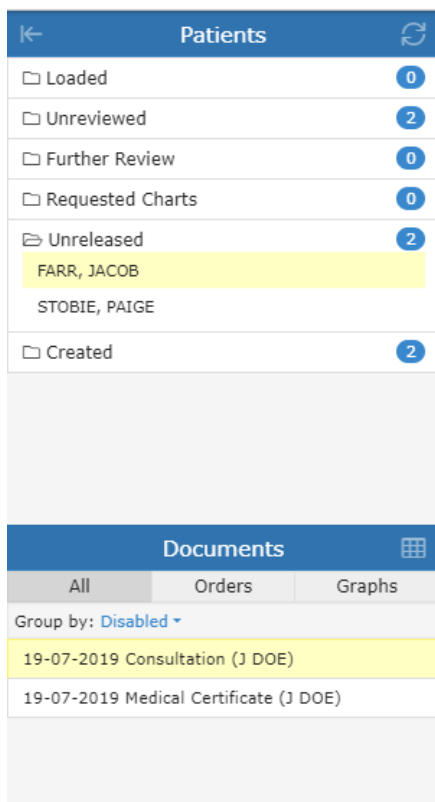 Patients
Loaded 0
Unreviewed 2
Further Review 0
Requested Charts 0
Unreleased 2
FARR, JACOB
STOBIE, PAIGE
Created 2
Documents
All Orders Graphs
Group by: Disabled
19-07-2019 Consultation (J DOE)
19-07-2019 Medical Certificate (J DOE)